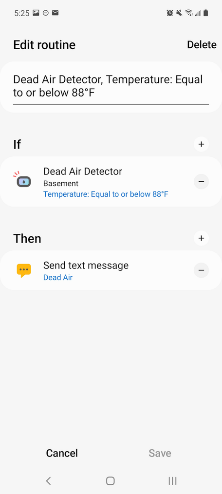 5:25
Edit routine
Delete
Dead Air Detector, Temperature: Equal
to or below 88°F
If
+
Dead Air Detector
Basement
Temperature: Equal to or below 88°F
Then
+
Send text message
Dead Air
Cancel
Save